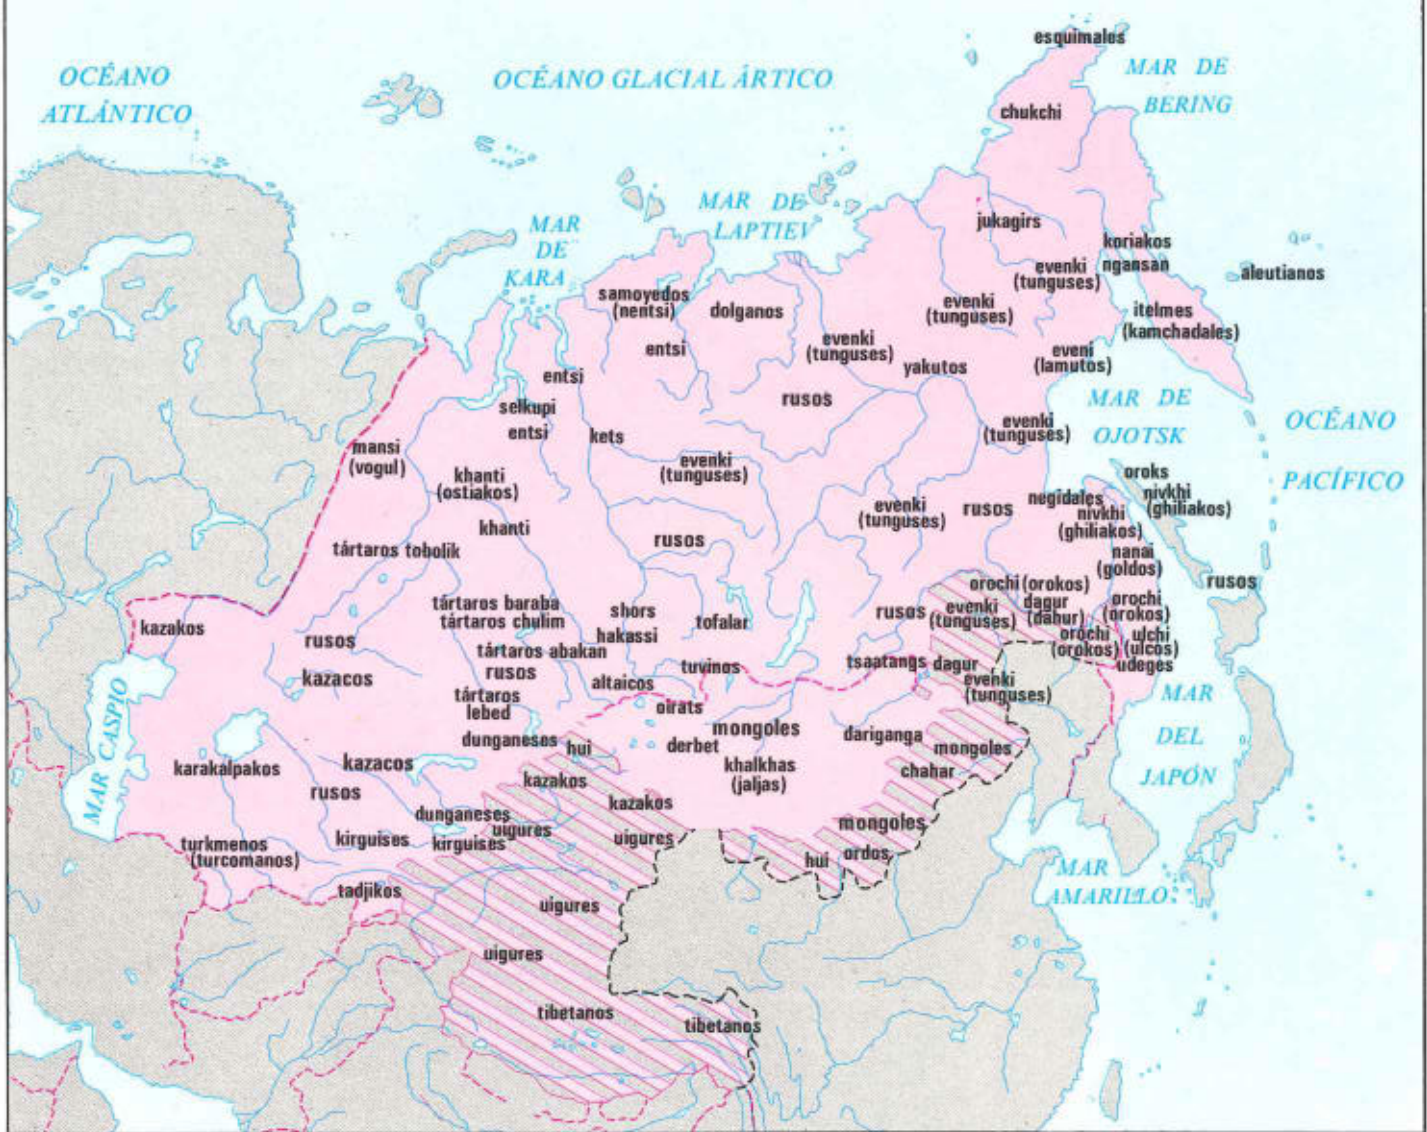 esquimales
OCÉANO
ATLÁNTICO
OCÉANO GLACIAL ÁRTICO
MAR DE
BERING
chukchi
MAR
DE
KARA
MAR DE
LAPTIEV
jukagirs
koriakos
ngansan
aleutianos
evenki
(tunguses)
samoyedos
(nentsi)
dolganos
evenki
(tunguses)
itelmes
(kamchadales)
entsi
evenki
(tunguses)
yakutos
eveni
(lamutos)
entsi
selkupi
entsi
rusos
MAR DE
OJOTSK
OCÉANO
PACÍFICO
kets
evenki
(tunguses)
mansi
(vogul)
khanti
(ostiakos)
evenki
(tunguses)
oroks
nivkhi
(ghiliakos)
negidales
nivkhi
(ghiliakos)
evenki
(tunguses)
rusos
khanti
tártaros tobolik
rusos
nanai
(goldos)
rusos
orochi (orokos)
dagur
(dahur)
evenki
(tunguses)
rusos
orochi
(orokos)
tártaros baraba
tártaros chulim
shors
hakassi
tofalar
orochi
(orokos)
ulchi
(ulcos)
udeges
kazakos
rusos
tártaros abakan
rusos
tuvinos
tsaatangs
dagur
evenki
(tunguses)
kazacos
altaicos
tártaros
lebed
oirats
mongoles
MAR CASPIO
MAR
DEL
JAPÓN
dunganeses
hui
derbet
dariganga
mongoles
karakalpakos
kazacos
khalkhas
(jaljas)
chahar
kazakos
rusos
kazakos
dunganeses
uigures
kirguises
kirguises
uigures
mongoles
turkmenos
(turcomanos)
hui
ordos
MAR
AMARILLO
tadjikos
uigures
uigures
tibetanos
tibetanos